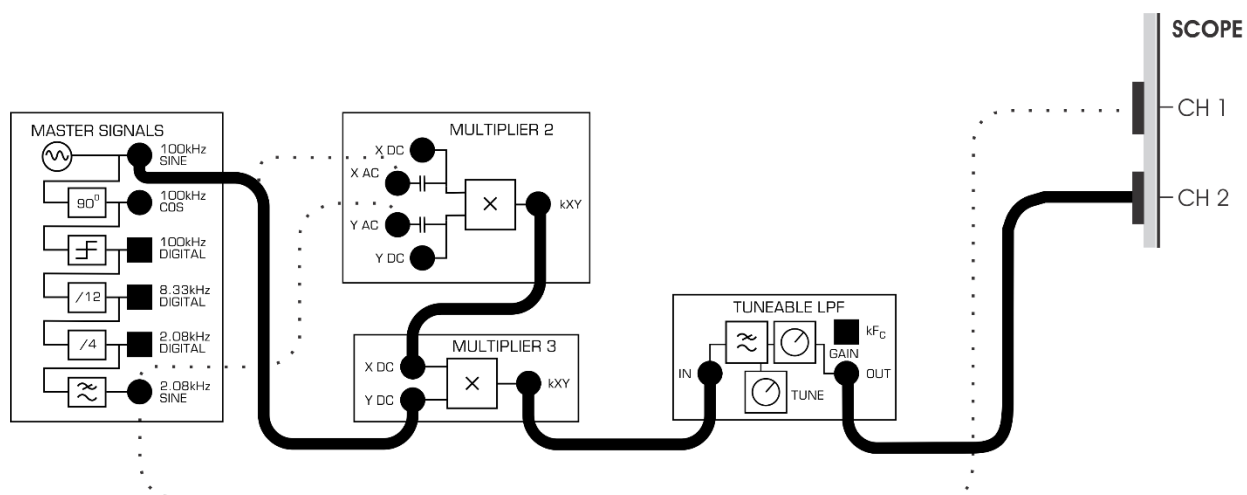 SCOPE
CH 1
CH 2
MASTER SIGNALS
100kHz
SINE
90⁰
100kHz
COS
100kHz
DIGITAL
/12
8.33kHz
DIGITAL
/4
2.08kHz
DIGITAL
2.08kHz
SINE
MULTIPLIER 2
X DC
X AC
Y AC
Y DC
×
kXY
MULTIPLIER 3
X DC
Y DC
×
kXY
TUNEABLE LPF
kFC
GAIN
IN
OUT
TUNE